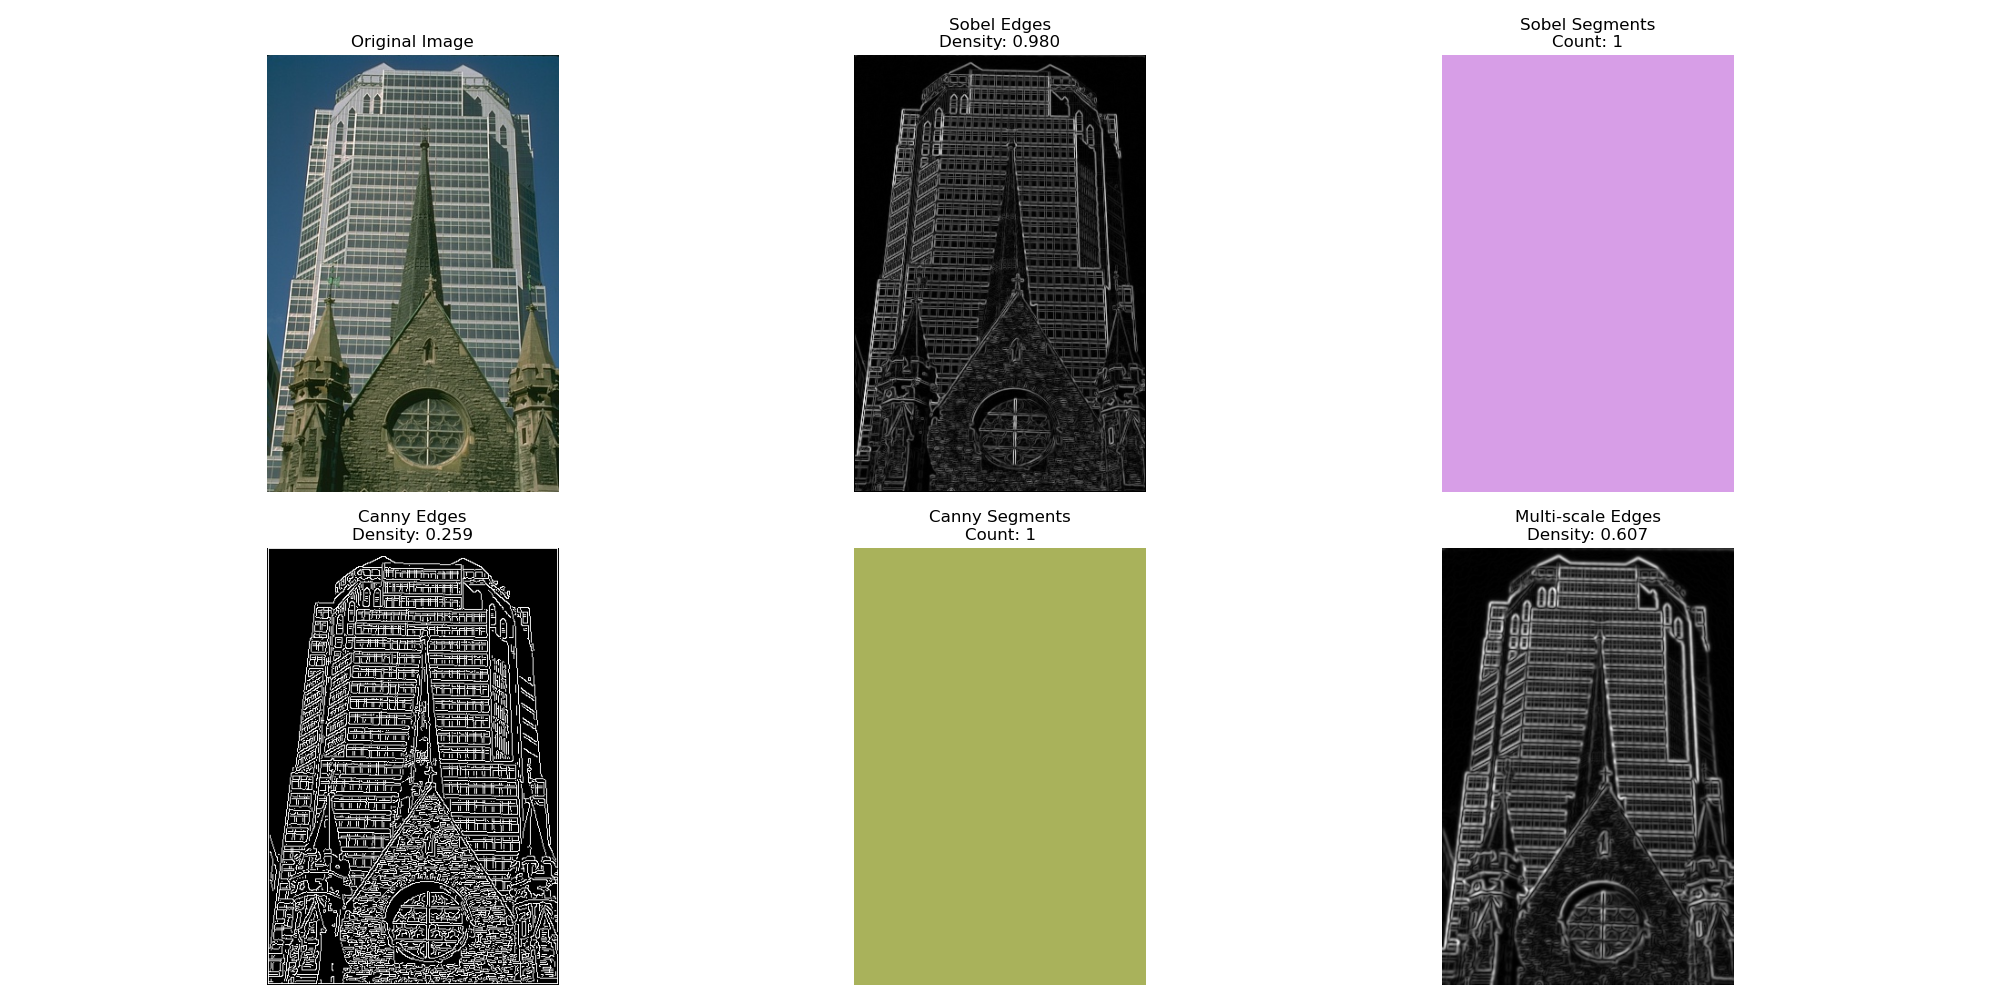 Original Image
Sobel Edges
Density: 0.980
Sobel Segments
Count: 1
Canny Edges
Density: 0.259
Canny Segments
Count: 1
Multi-scale Edges
Density: 0.607